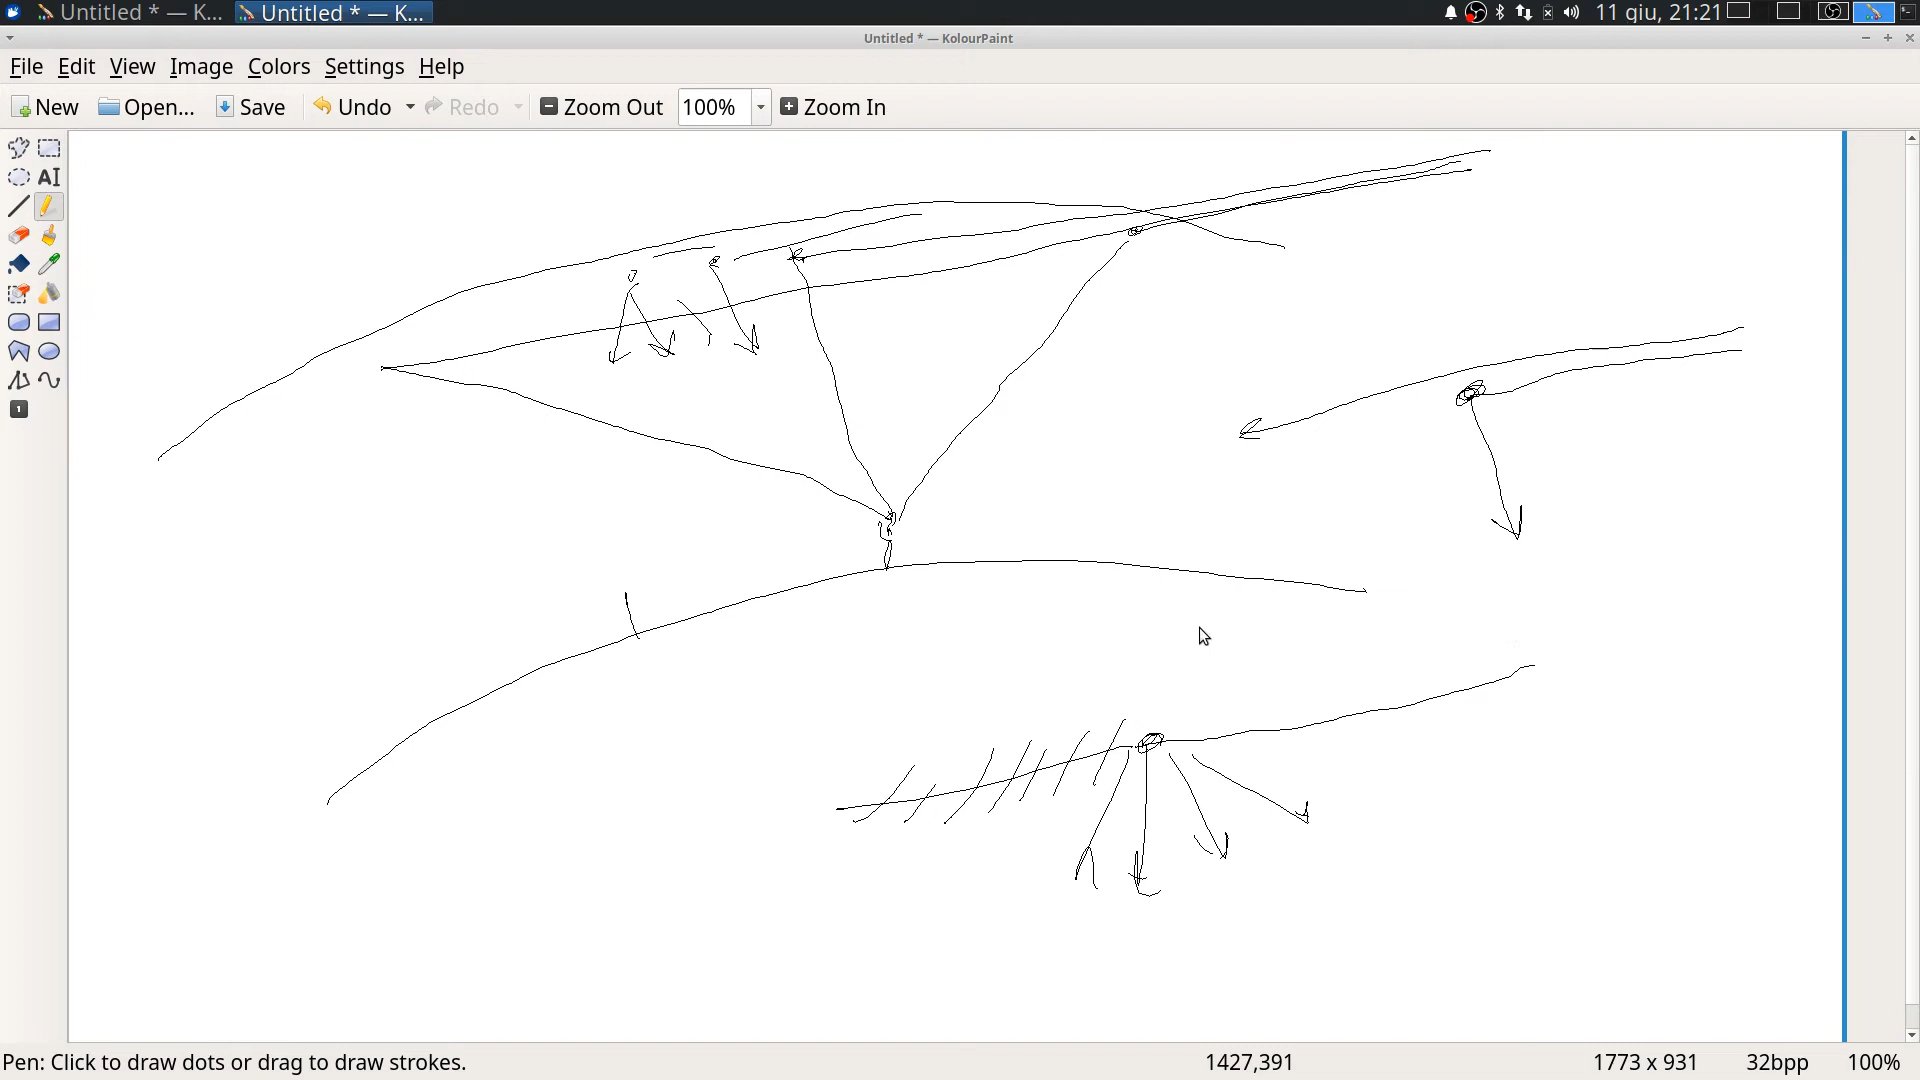 Untitled * — K... Untitled * — K... 11 giu, 21:21
Untitled * — KolourPaint
File Edit View Image Colors Settings Help
New Open... Save Undo Redo Zoom Out 100% Zoom In
AI
1
Pen: Click to draw dots or drag to draw strokes. 1427,391 1773 x 931 32bpp 100%